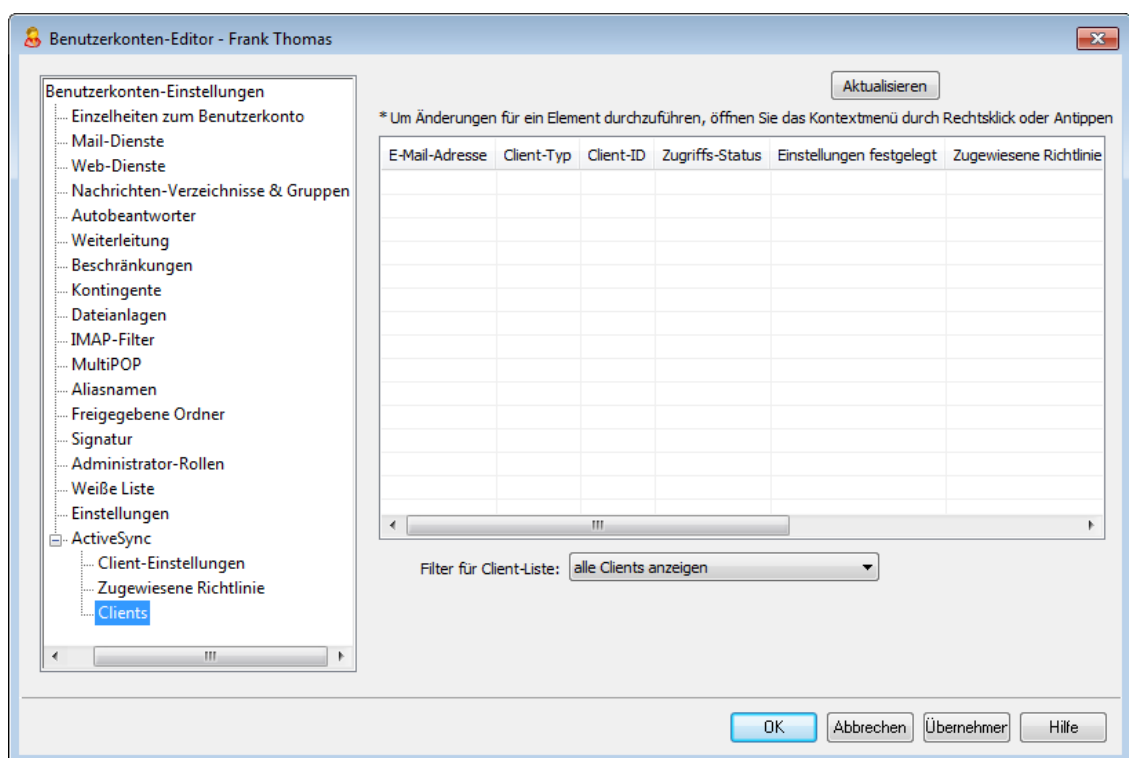 Benutzerkonten-Editor - Frank Thomas
Benutzerkonten-Einstellungen
Einzelheiten zum Benutzerkonto
Mail-Dienste
Web-Dienste
Nachrichten-Verzeichnisse & Gruppen
Autobeantworter
Weiterleitung
Beschränkungen
Kontingente
Dateianlagen
IMAP-Filter
MultiPOP
Aliasnamen
Freigegebene Ordner
Signatur
Administrator-Rollen
Weiße Liste
Einstellungen
ActiveSync
Client-Einstellungen
Zugewiesene Richtlinie
Clients
Aktualisieren
* Um Änderungen für ein Element durchzuführen, öffnen Sie das Kontextmenü durch Rechtsklick oder Antippen
E-Mail-Adresse Client-Typ Client-ID Zugriffs-Status Einstellungen festgelegt Zugewiesene Richtlinie
Filter für Client-Liste: alle Clients anzeigen
OK Abbrechen Übernehmer Hilfe